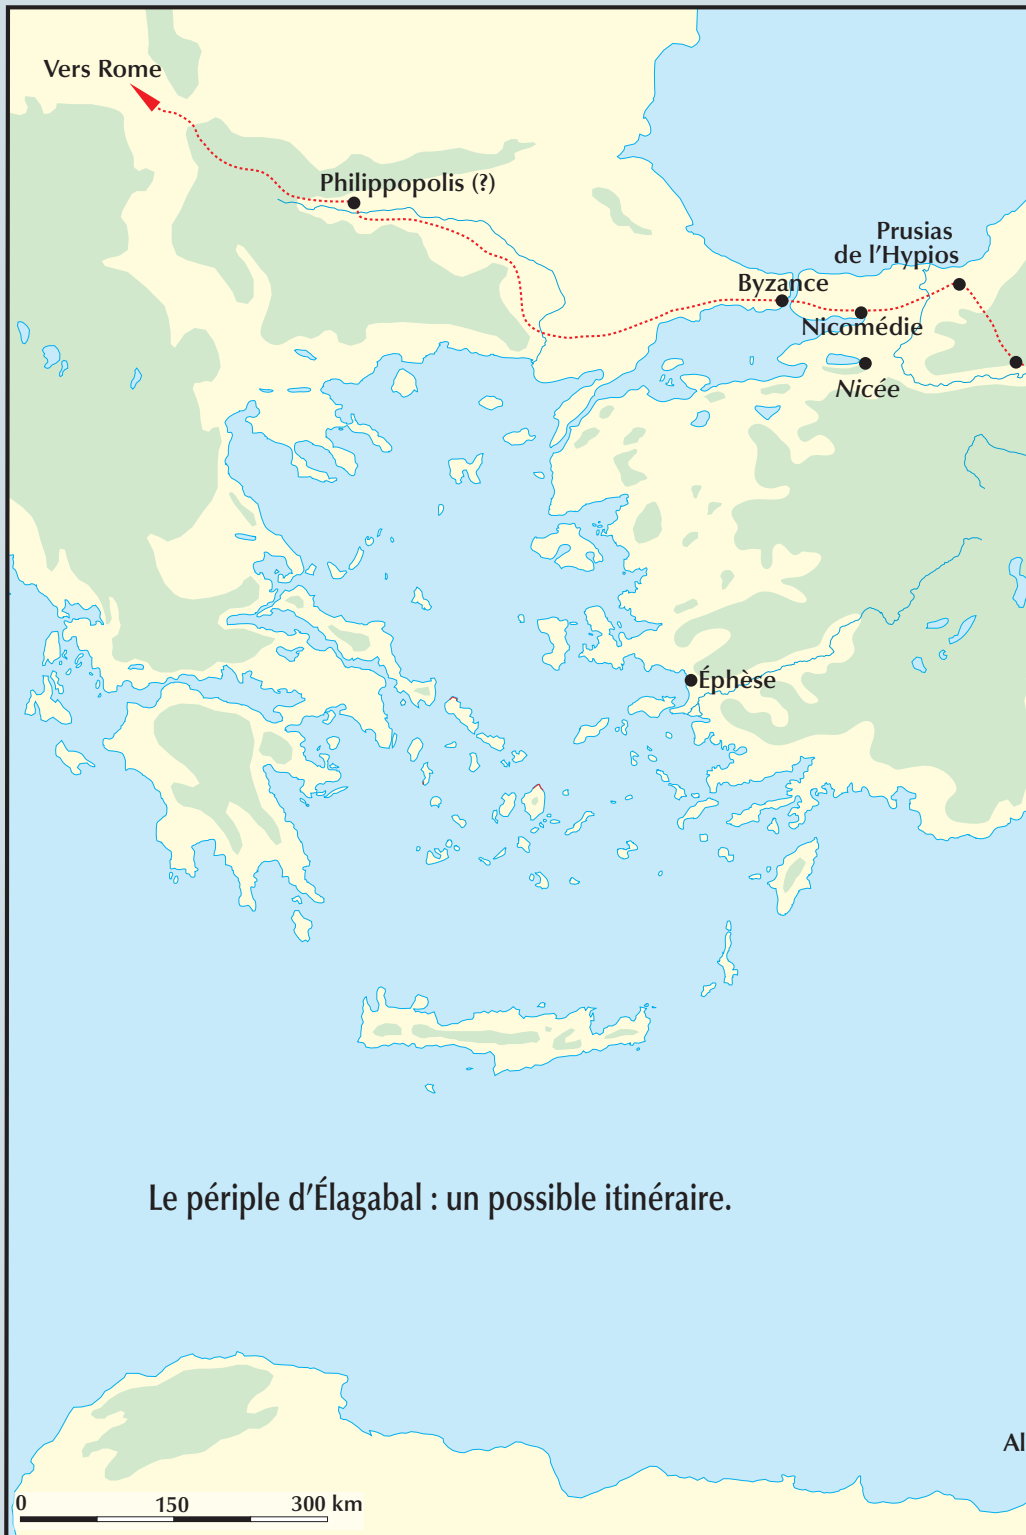 Vers Rome
Philippopolis (?)
Prusias
de l’Hypios
Byzance
Nicomédie
Nicée
Éphèse
Le périple d’Élagabal : un possible itinéraire.
Al
0 150 300 km